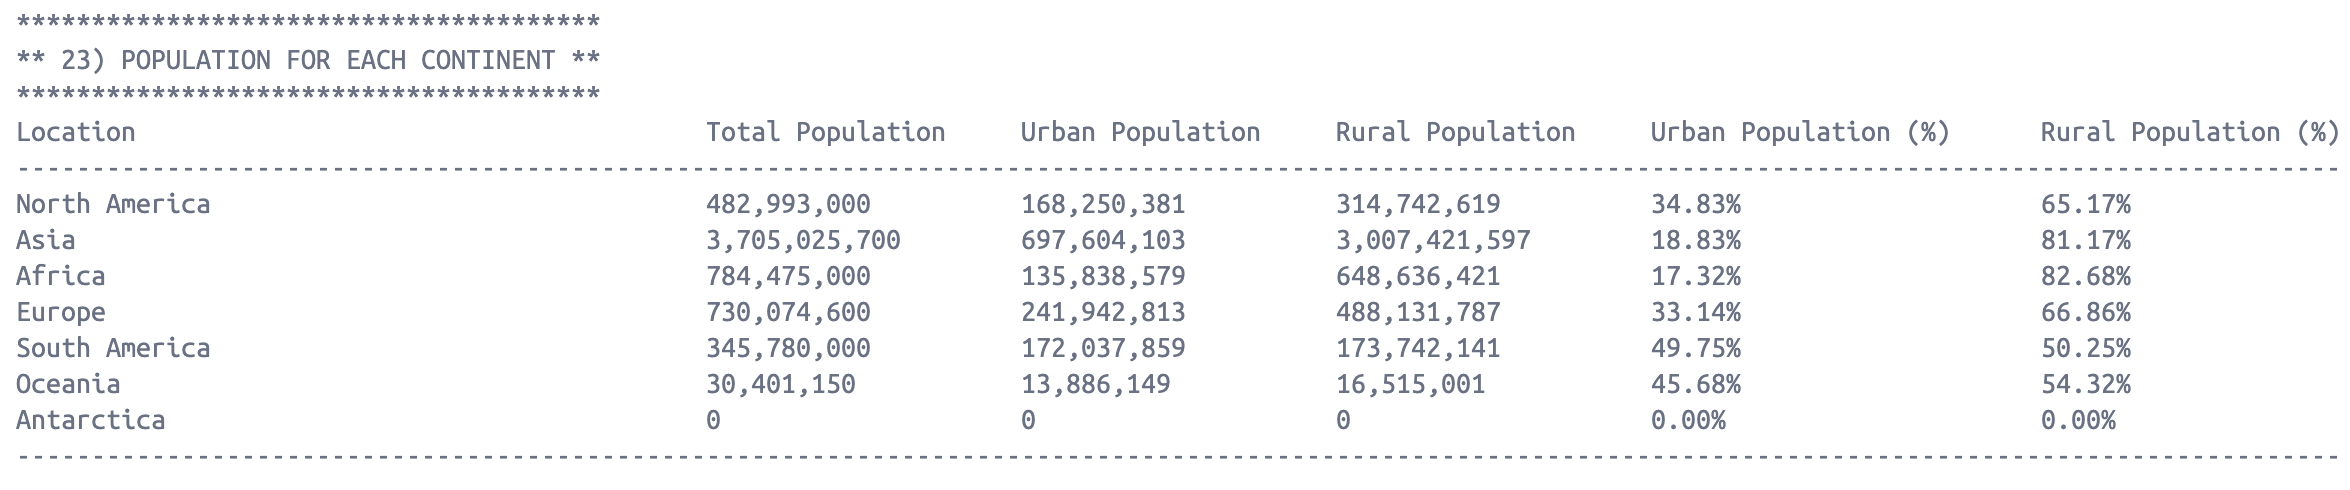 ***************************************
** 23) POPULATION FOR EACH CONTINENT **
***************************************
Location Total Population Urban Population Rural Population Urban Population (%) Rural Population (%)
-----------------------------------------------------------------------------------------------------------------------------------------------------------
North America 482,993,000 168,250,381 314,742,619 34.83% 65.17%
Asia 3,705,025,700 697,604,103 3,007,421,597 18.83% 81.17%
Africa 784,475,000 135,838,579 648,636,421 17.32% 82.68%
Europe 730,074,600 241,942,813 488,131,787 33.14% 66.86%
South America 345,780,000 172,037,859 173,742,141 49.75% 50.25%
Oceania 30,401,150 13,886,149 16,515,001 45.68% 54.32%
Antarctica 0 0 0 0.00% 0.00%
-----------------------------------------------------------------------------------------------------------------------------------------------------------